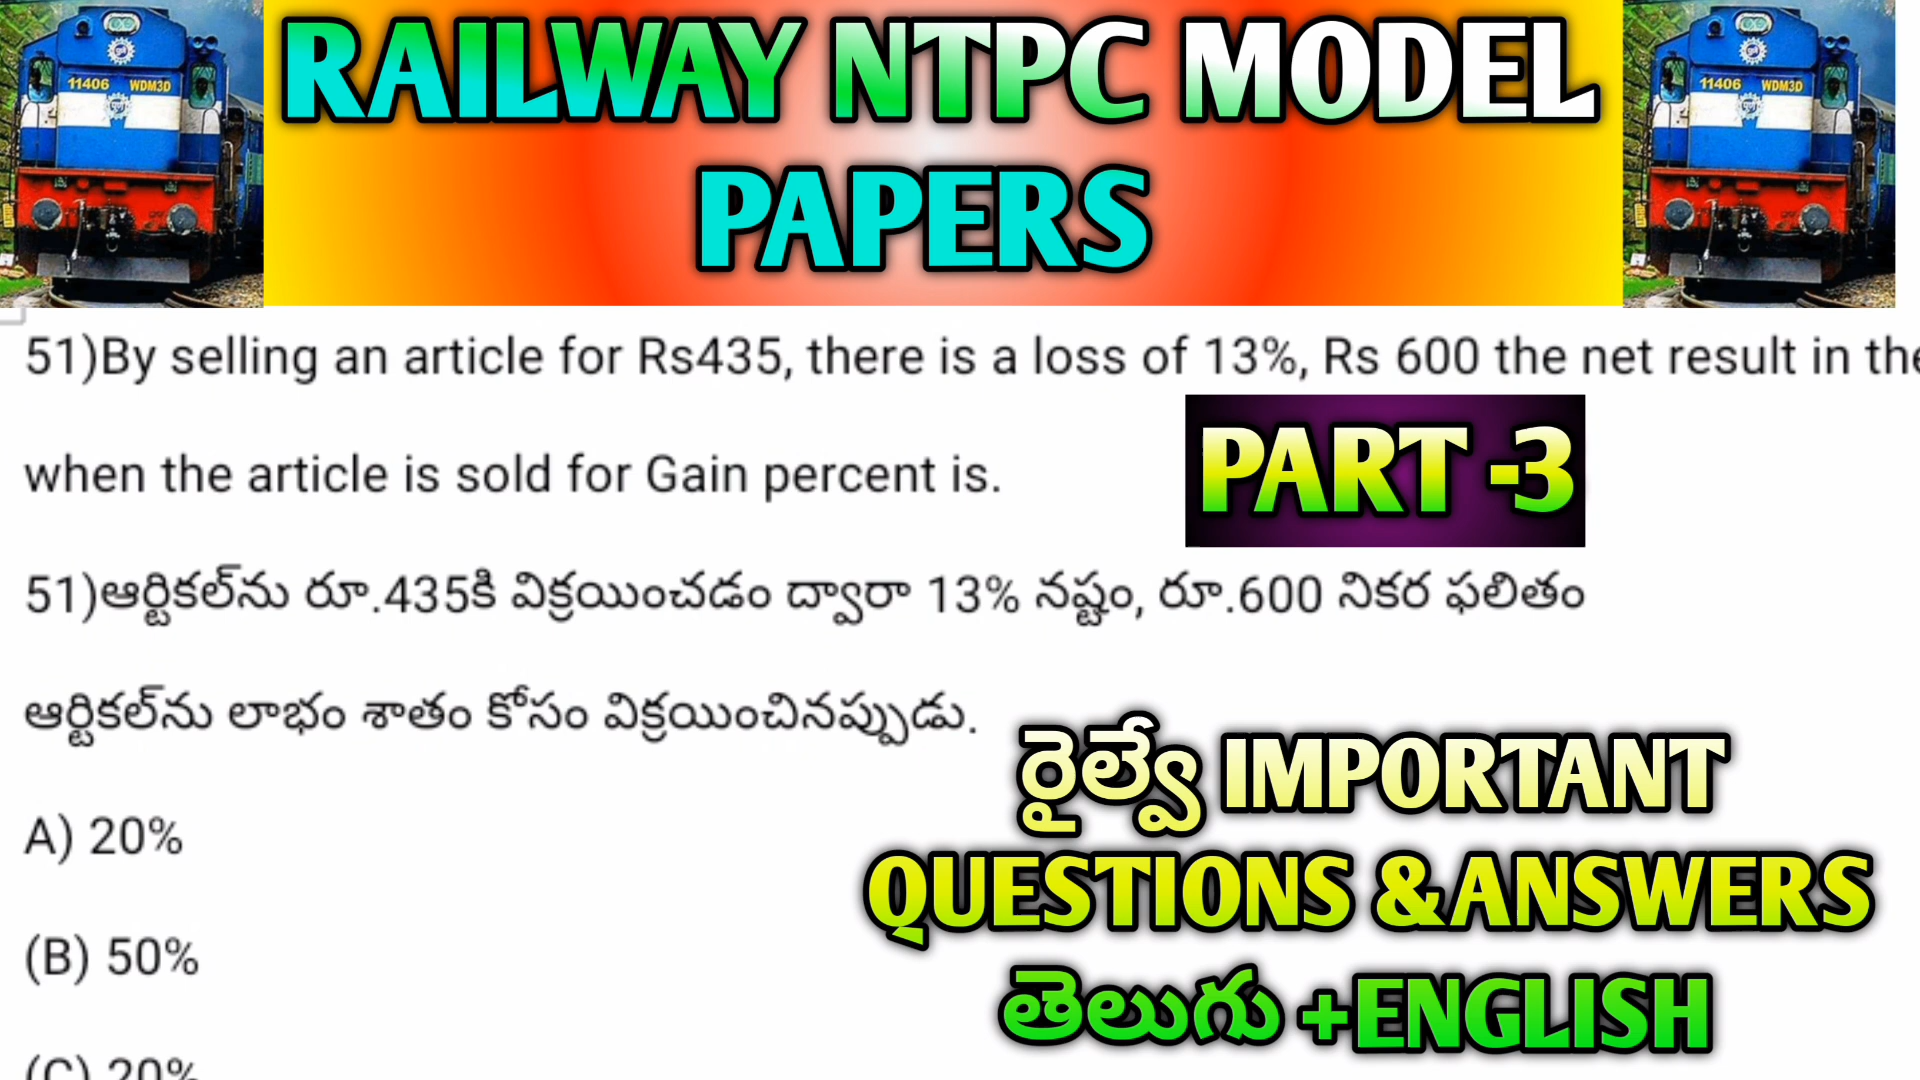 RAILWAY NTPC MODEL
PAPERS
11406 WDM3D
11406 WDM3D
51)By selling an article for Rs435, there is a loss of 13%, Rs 600 the net result in the
when the article is sold for Gain percent is.
PART -3
51)ఆర్టికల్‌ను రూ.435కి విక్రయించడం ద్వారా 13% నష్టం, రూ.600 నికర ఫలితం
ఆర్టికల్‌ను లాభం శాతం కోసం విక్రయించినప్పుడు.
రైల్వే IMPORTANT
QUESTIONS &ANSWERS
తెలుగు +ENGLISH
A) 20%
(B) 50%
(C) 20%